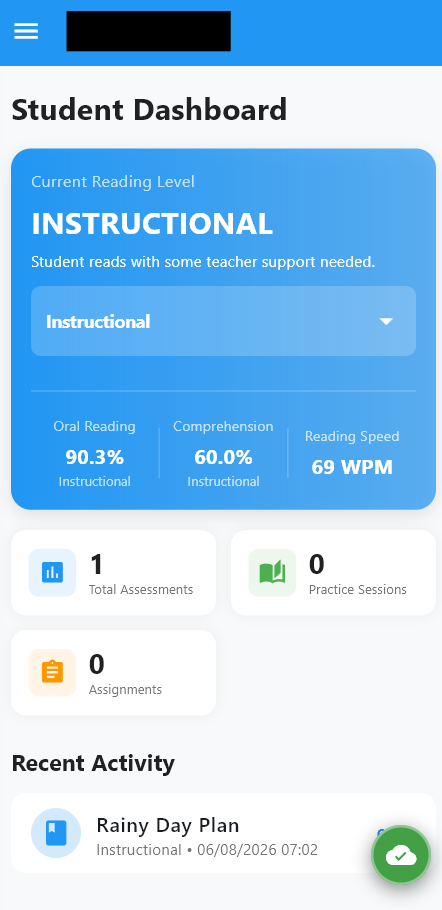 Student Dashboard
Current Reading Level
INSTRUCTIONAL
Student reads with some teacher support needed.
Instructional
Oral Reading
90.3%
Instructional
Comprehension
60.0%
Instructional
Reading Speed
69 WPM
1
Total Assessments
0
Practice Sessions
0
Assignments
Recent Activity
Rainy Day Plan
Instructional • 06/08/2026 07:02